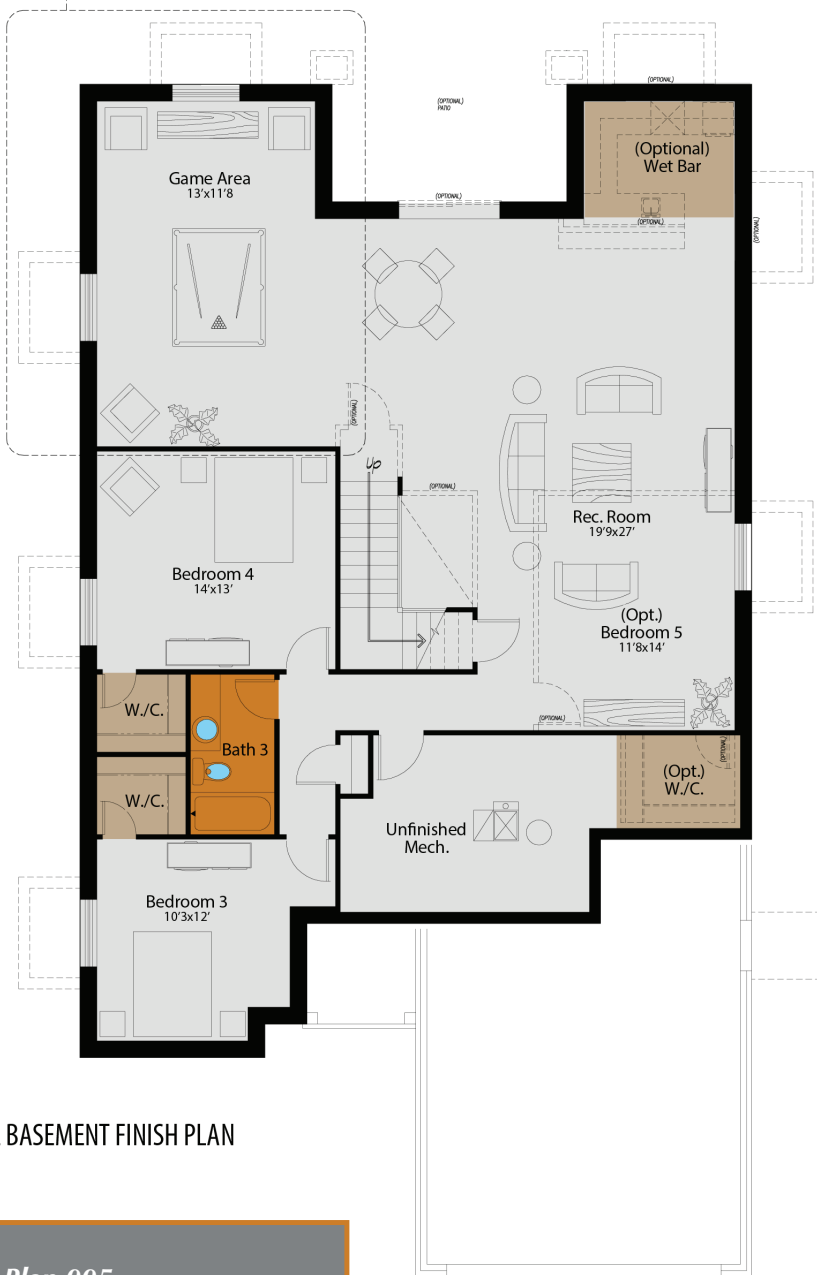 (OPTIONAL)
PATIO
(OPTIONAL)
(Optional)
Wet Bar
Game Area
13'x11'8
(OPTIONAL)
(OPTIONAL)
(OPTIONAL)
(OPTIONAL)
Up
(OPTIONAL)
Rec. Room
19'9x27'
Bedroom 4
14'x13'
(Opt.)
Bedroom 5
11'8x14'
W./C.
(OPTIONAL)
Bath 3
(OPTIONAL)
(Opt.)
W./C.
W./C.
Unfinished
Mech.
Bedroom 3
10'3x12'
BASEMENT FINISH PLAN
Plan 005